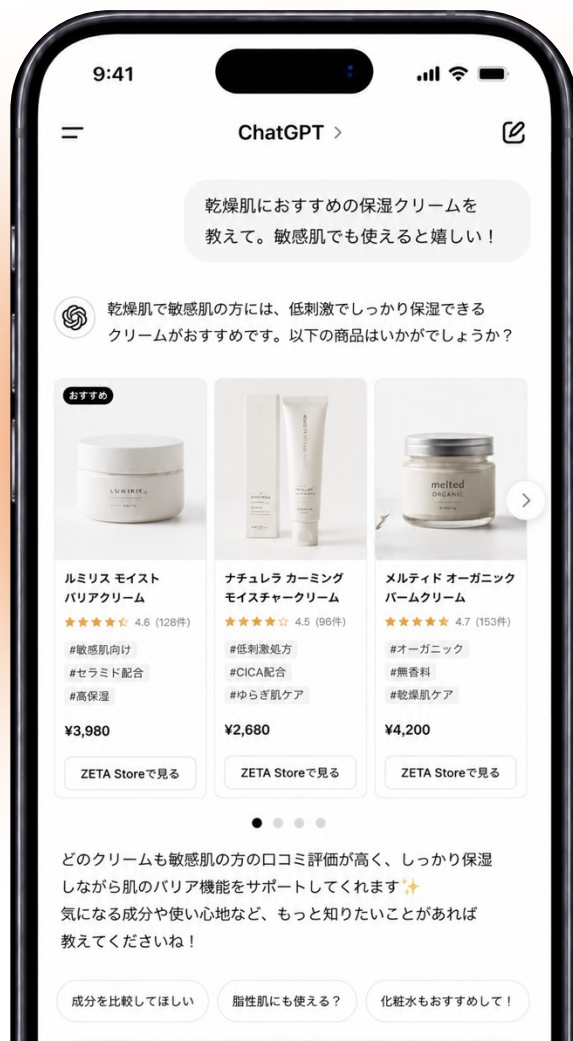 9:41
ChatGPT >
乾燥肌におすすめの保湿クリームを
教えて。敏感肌でも使えると嬉しい！
乾燥肌で敏感肌の方には、低刺激でしっかり保湿できる
クリームがおすすめです。以下の商品はいかがでしょうか？
おすすめ
LUMIRIE
melted
ORGANIC
ルミリス モイスト
バリアクリーム
4.6 (128件)
#敏感肌向け
#セラミド配合
#高保湿
¥3,980
ZETA Storeで見る
ナチュレラ カーミング
モイスチャークリーム
4.5 (96件)
#低刺激処方
#CICA配合
#ゆらぎ肌ケア
¥2,680
ZETA Storeで見る
メルティド オーガニック
バームクリーム
4.7 (153件)
#オーガニック
#無香料
#乾燥肌ケア
¥4,200
ZETA Storeで見る
どのクリームも敏感肌の方の口コミ評価が高く、しっかり保湿
しながら肌のバリア機能をサポートしてくれます✨
気になる成分や使い心地など、もっと知りたいことがあれば
教えてくださいね！
成分を比較してほしい
脂性肌にも使える？
化粧水もおすすめして！